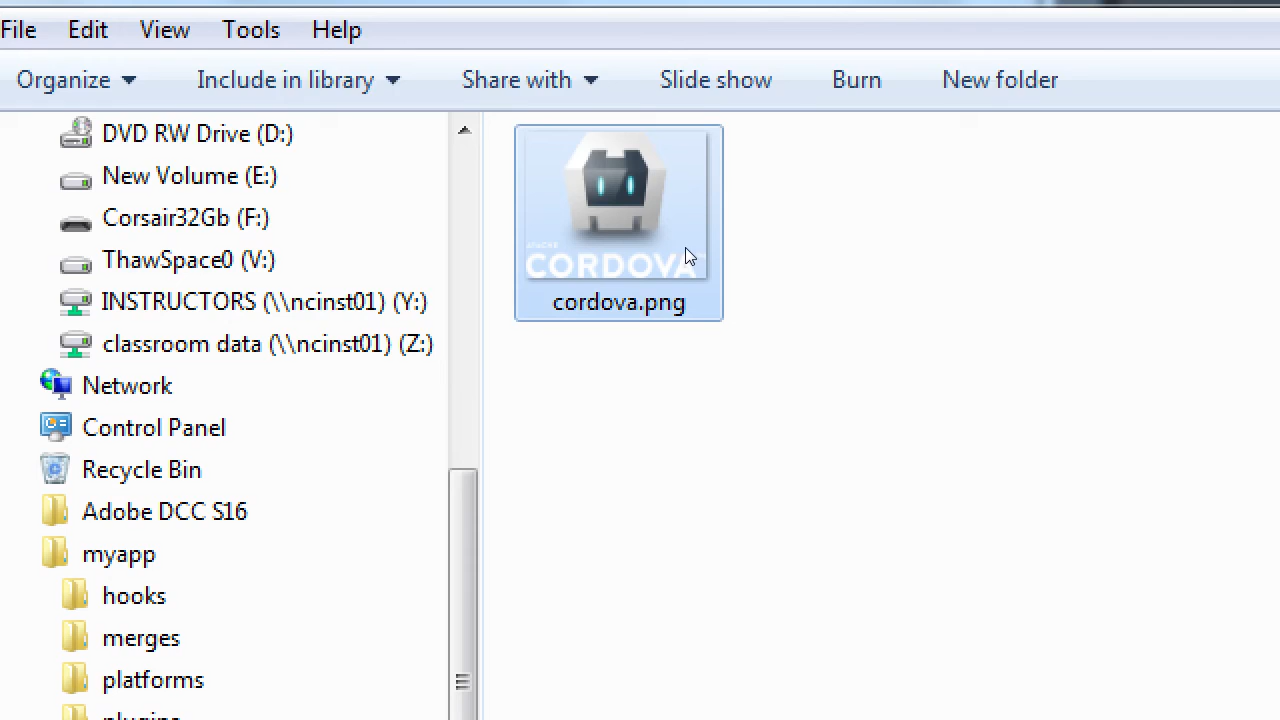 File Edit View Tools Help
Organize Include in library Share with Slide show Burn New folder
DVD RW Drive (D:)
New Volume (E:)
Corsair32Gb (F:)
ThawSpace0 (V:)
INSTRUCTORS (\\ncinst01) (Y:)
classroom data (\\ncinst01) (Z:)
Network
Control Panel
Recycle Bin
Adobe DCC S16
myapp
hooks
merges
platforms
plugins
APACHE
CORDOVA
cordova.png